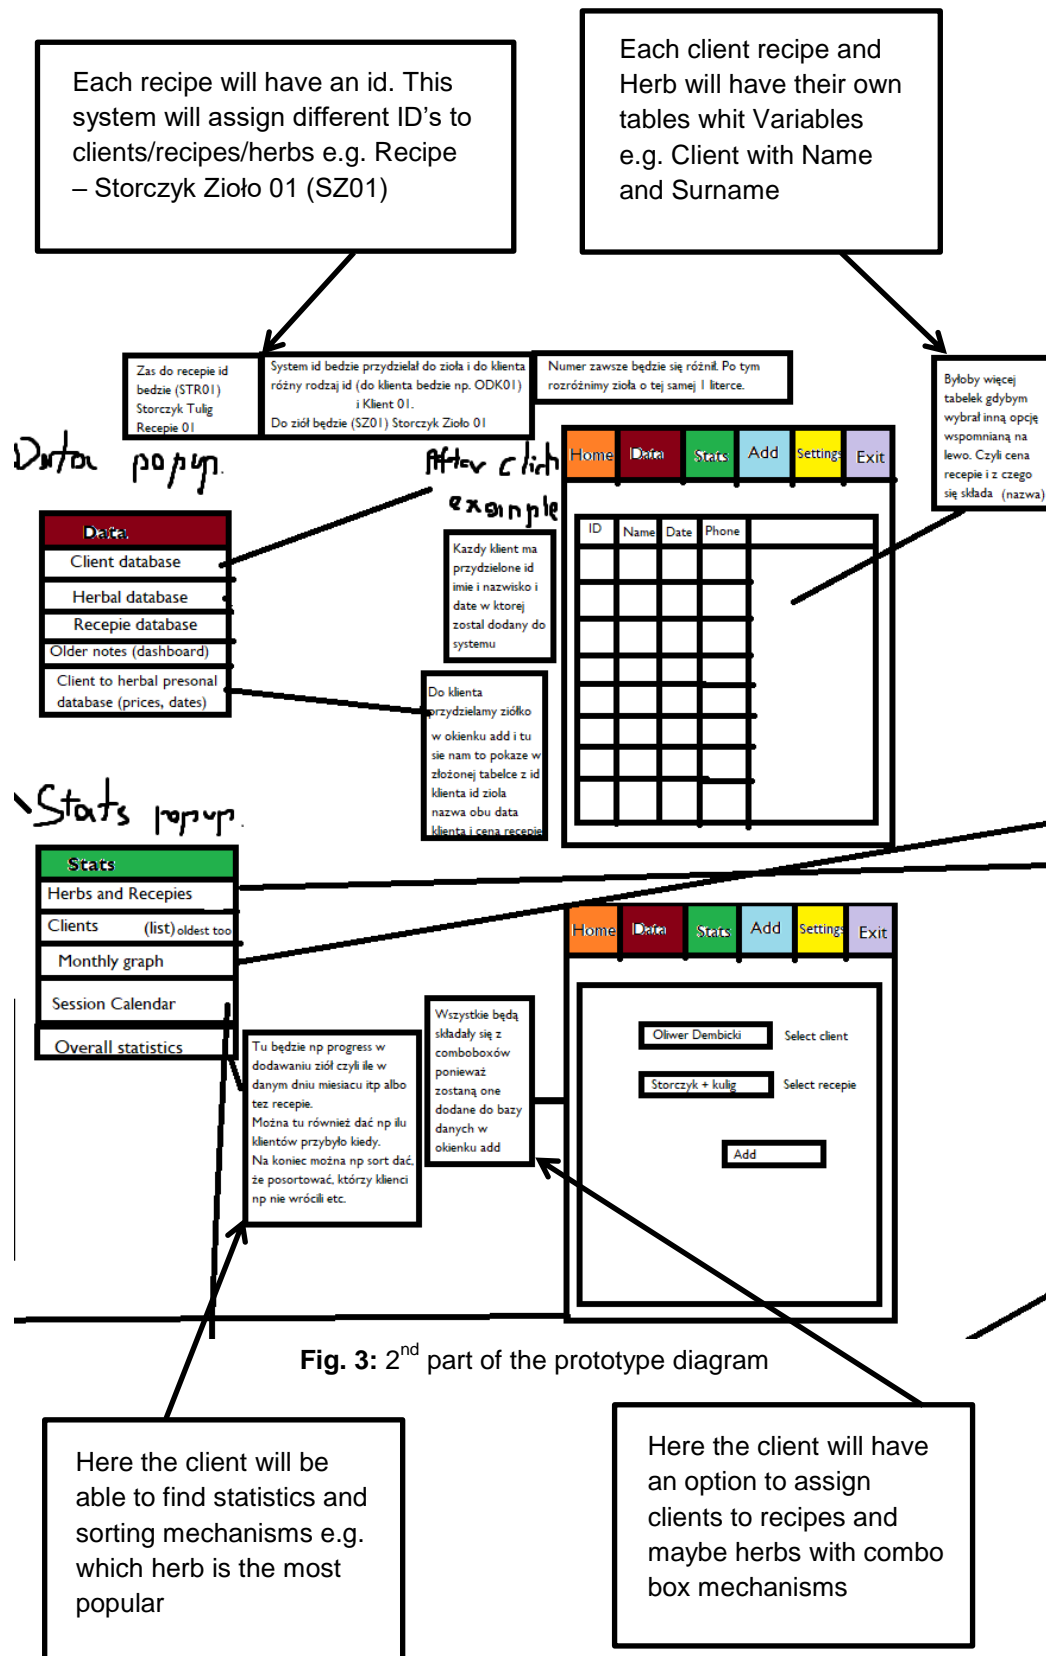 Each recipe will have an id. This
system will assign different ID’s to
clients/recipes/herbs e.g. Recipe
– Storczyk Zioło 01 (SZ01)
Each client recipe and
Herb will have their own
tables whit Variables
e.g. Client with Name
and Surname
Zas do recepie id
bedzie (STR01)
Storczyk Tulig
Recepie 01
System id bedzie przydzielał do zioła i do klienta
różny rodzaj id (do klienta bedzie np. ODK01)
i Klient 01.
Do ziół będzie (SZ01) Storczyk Zioło 01
Numer zawsze będzie się różnił. Po tym
rozróżnimy zioła o tej samej 1 literce.
Byłoby więcej
tabelek gdybym
wybrał inną opcję
wspomnianą na
lewo. Czyli cena
recepie i z czego
się składa (nazwa)
Data popup.
After click
example
Home Data Stats Add Settings Exit
ID Name Date Phone
Data
Client database
Herbal database
Recepie database
Older notes (dashboard)
Client to herbal presonal
database (prices, dates)
Kazdy klient ma
przydzielone id
imie i nazwisko i
date w ktorej
zostal dodany do
systemu
Do klienta
przydzielamy ziółko
w okienku add i tu
sie nam to pokaze w
złożonej tabelce z id
klienta id ziola
nazwa obu data
klienta i cena recepie
Stats popup.
Stats
Herbs and Recepies
Clients (list) oldest too
Monthly graph
Session Calendar
Overall statistics
Tu będzie np progress w
dodawaniu ziół czyli ile w
danym dniu miesiacu itp albo
tez recepie.
Można tu również dać np ilu
klientów przybyło kiedy.
Na koniec można np sort dać,
że posortować, którzy klienci
np nie wrócili etc.
Wszystkie będą
składały się z
comboboxów
ponieważ
zostaną one
dodane do bazy
danych w
okienku add
Home Data Stats Add Settings Exit
Oliwer Dembicki Select client
Storczyk + kulig Select recepie
Add
Fig. 3: 2nd part of the prototype diagram
Here the client will be
able to find statistics and
sorting mechanisms e.g.
which herb is the most
popular
Here the client will have
an option to assign
clients to recipes and
maybe herbs with combo
box mechanisms